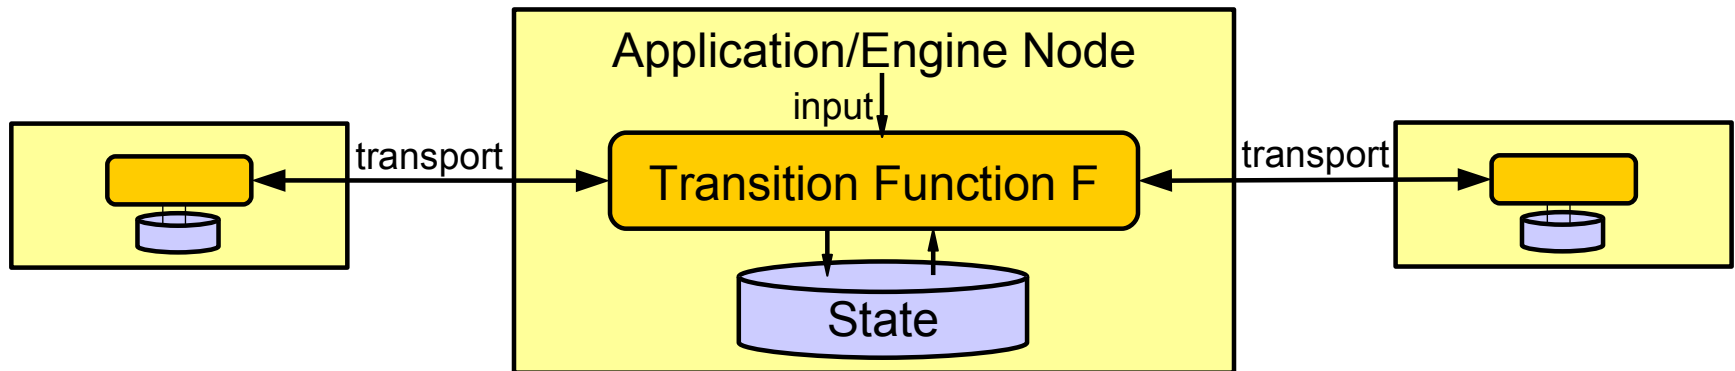 Application/Engine Node
input
transport
transport
Transition Function F
State